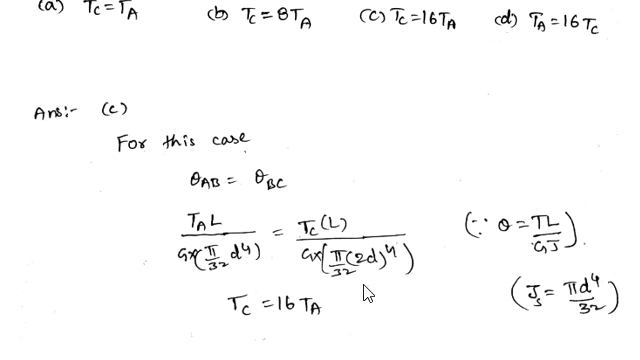 (a) Tc = TA (b) Tc = 8TA (c) Tc = 16TA (d) TA = 16Tc
Ans:- (c)
For this case
θAB = θBC
TA L / G×(π/32 d⁴) = Tc (L) / G×(π/32 (2d)⁴) (∵ θ = TL/GJ).
Tc = 16 TA (Js = πd⁴/32)